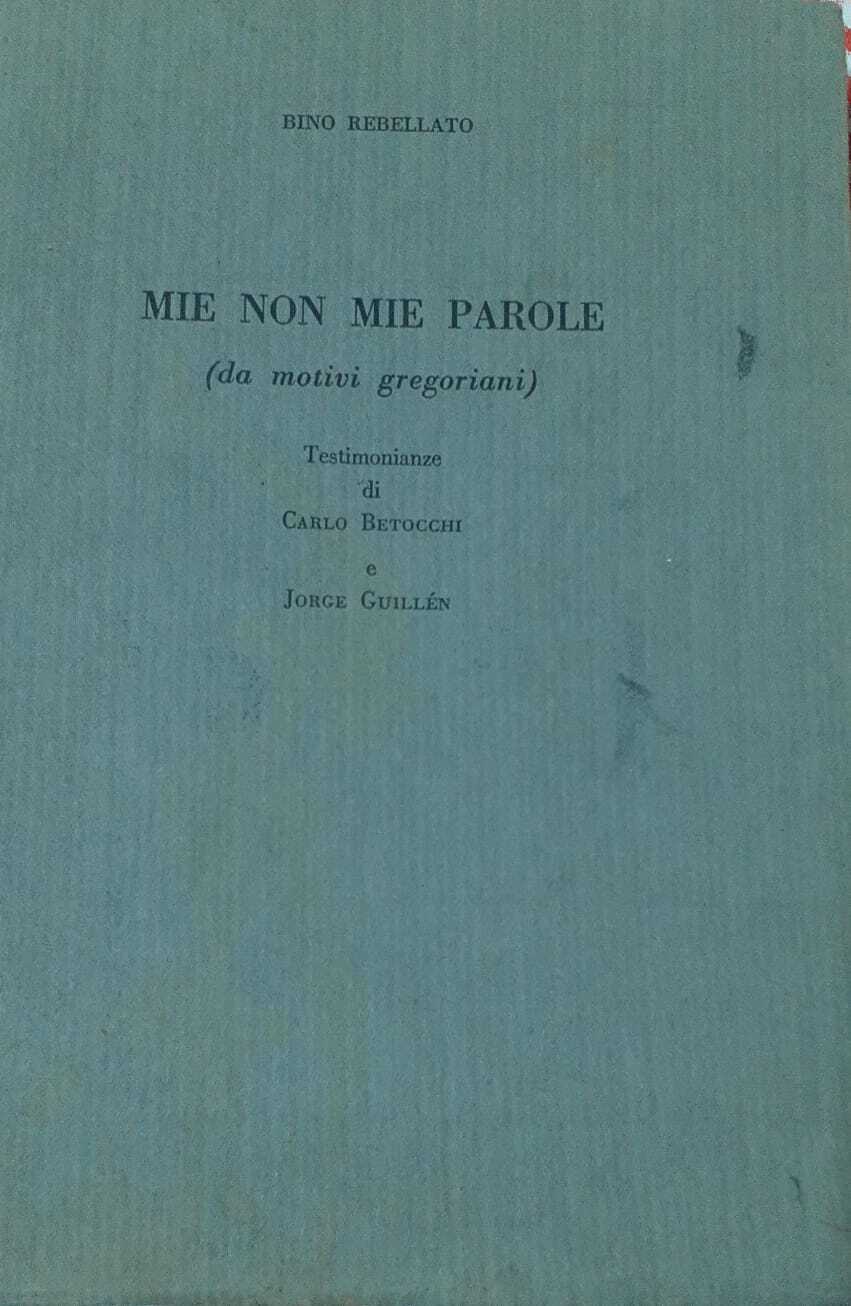 BINO REBELLATO
MIE NON MIE PAROLE
(da motivi gregoriani)
Testimonianze
di
CARLO BETOCCHI
e
JORGE GUILLÉN